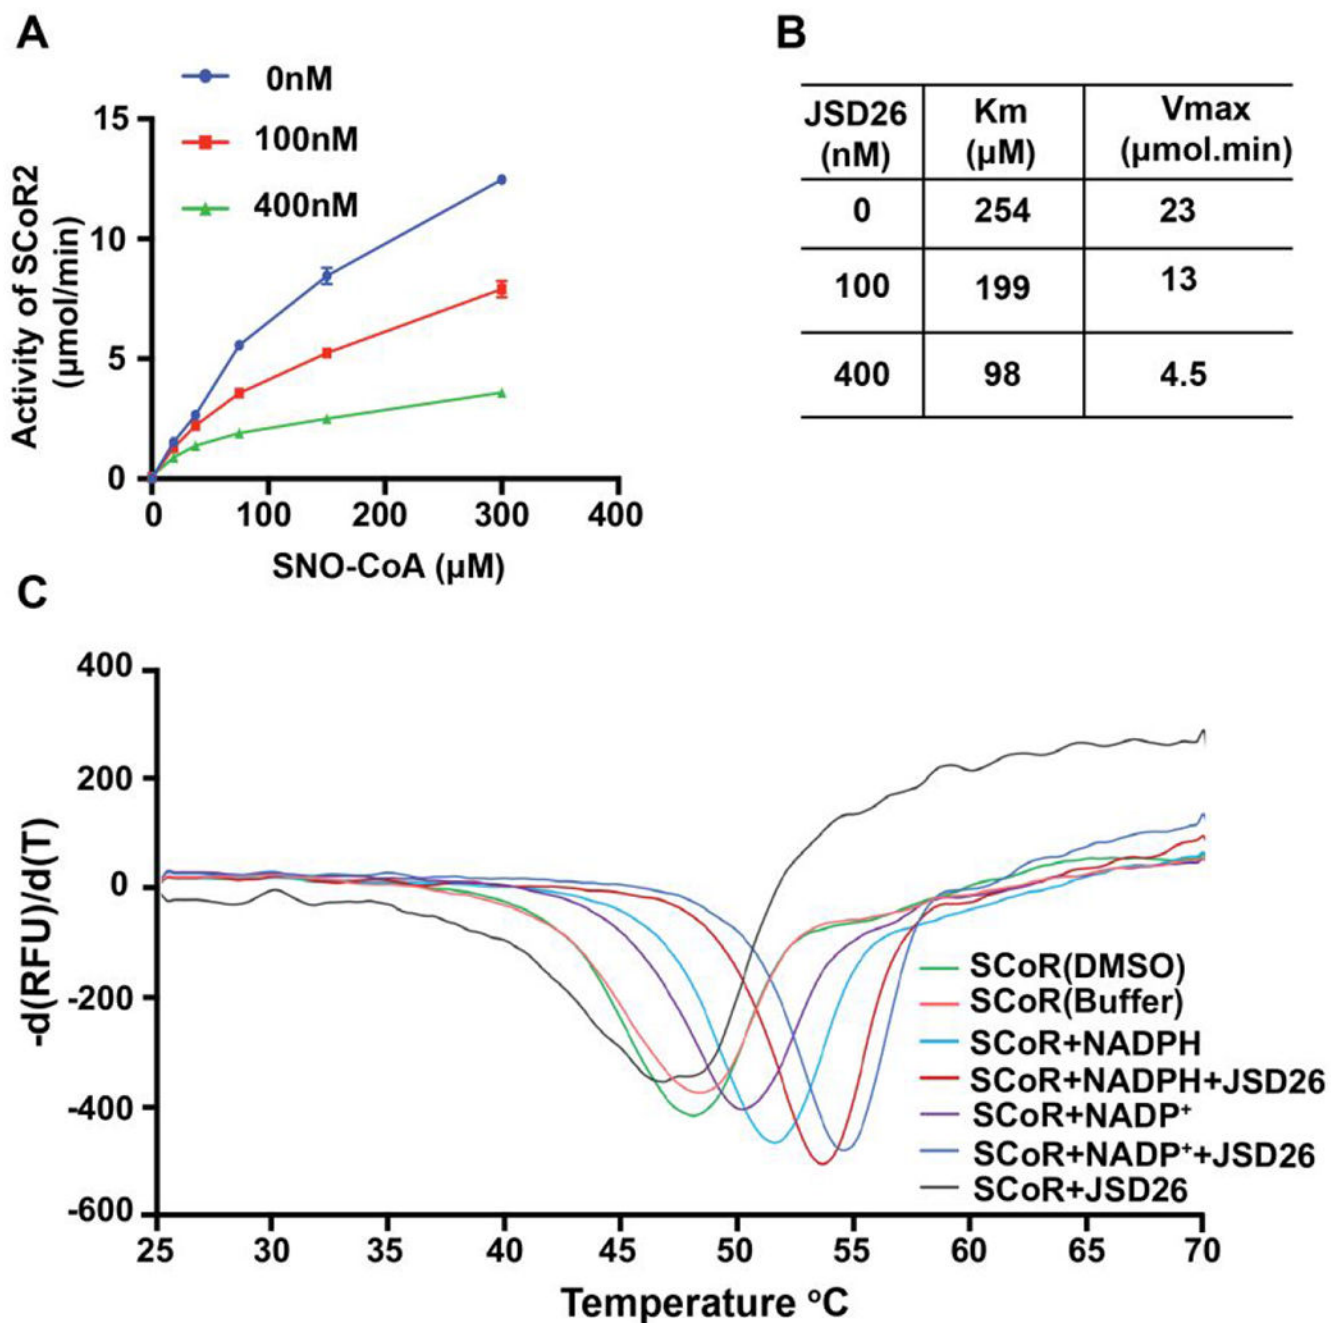 A
0nM
100nM
400nM
15
10
5
0
0 100 200 300 400
Activity of SCoR2
(µmol/min)
SNO-CoA (µM)
B
JSD26
(nM)
Km
(µM)
Vmax
(µmol.min)
0 254 23
100 199 13
400 98 4.5
C
400
200
0
-200
-400
-600
25 30 35 40 45 50 55 60 65 70
-d(RFU)/d(T)
Temperature °C
SCoR(DMSO)
SCoR(Buffer)
SCoR+NADPH
SCoR+NADPH+JSD26
SCoR+NADP⁺
SCoR+NADP⁺+JSD26
SCoR+JSD26